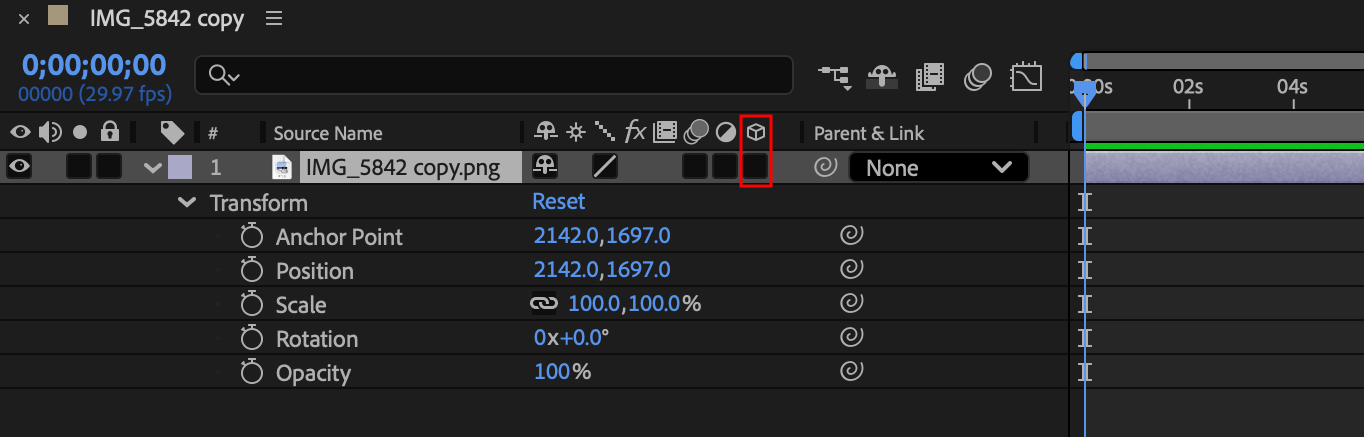 × IMG_5842 copy
0;00;00;00
00000 (29.97 fps)
00s 02s 04s
# Source Name fx Parent & Link
1 IMG_5842 copy.png None
Transform Reset
Anchor Point 2142.0,1697.0
Position 2142.0,1697.0
Scale 100.0,100.0%
Rotation 0x+0.0°
Opacity 100%